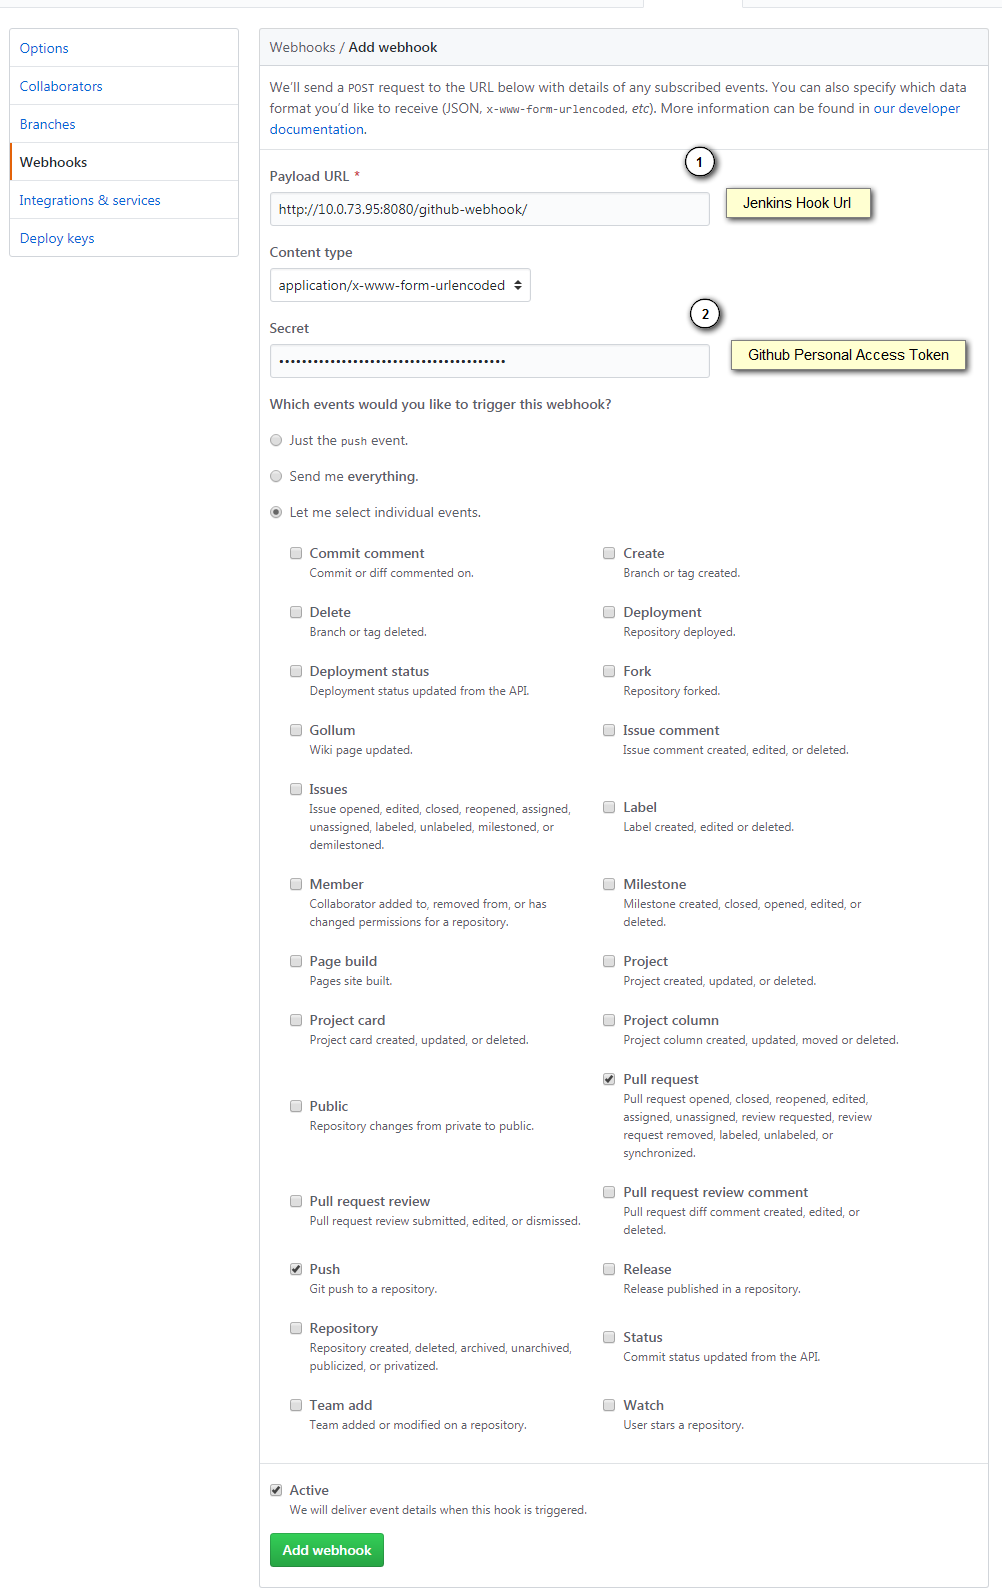 Options
Collaborators
Branches
Webhooks
Integrations & services
Deploy keys
Webhooks / Add webhook
We'll send a POST request to the URL below with details of any subscribed events. You can also specify which data
format you'd like to receive (JSON, x-www-form-urlencoded, etc). More information can be found in our developer
documentation.
1
Payload URL *
http://10.0.73.95:8080/github-webhook/
Jenkins Hook Url
Content type
application/x-www-form-urlencoded
2
Secret
••••••••••••••••••••••••••••••••••••••••
Github Personal Access Token
Which events would you like to trigger this webhook?
Just the push event.
Send me everything.
Let me select individual events.
Commit comment
Commit or diff commented on.
Create
Branch or tag created.
Delete
Branch or tag deleted.
Deployment
Repository deployed.
Deployment status
Deployment status updated from the API.
Fork
Repository forked.
Gollum
Wiki page updated.
Issue comment
Issue comment created, edited, or deleted.
Issues
Issue opened, edited, closed, reopened, assigned,
unassigned, labeled, unlabeled, milestoned, or
demilestoned.
Label
Label created, edited or deleted.
Member
Collaborator added to, removed from, or has
changed permissions for a repository.
Milestone
Milestone created, closed, opened, edited, or
deleted.
Page build
Pages site built.
Project
Project created, updated, or deleted.
Project card
Project card created, updated, or deleted.
Project column
Project column created, updated, moved or deleted.
Public
Repository changes from private to public.
Pull request
Pull request opened, closed, reopened, edited,
assigned, unassigned, review requested, review
request removed, labeled, unlabeled, or
synchronized.
Pull request review
Pull request review submitted, edited, or dismissed.
Pull request review comment
Pull request diff comment created, edited, or
deleted.
Push
Git push to a repository.
Release
Release published in a repository.
Repository
Repository created, deleted, archived, unarchived,
publicized, or privatized.
Status
Commit status updated from the API.
Team add
Team added or modified on a repository.
Watch
User stars a repository.
Active
We will deliver event details when this hook is triggered.
Add webhook